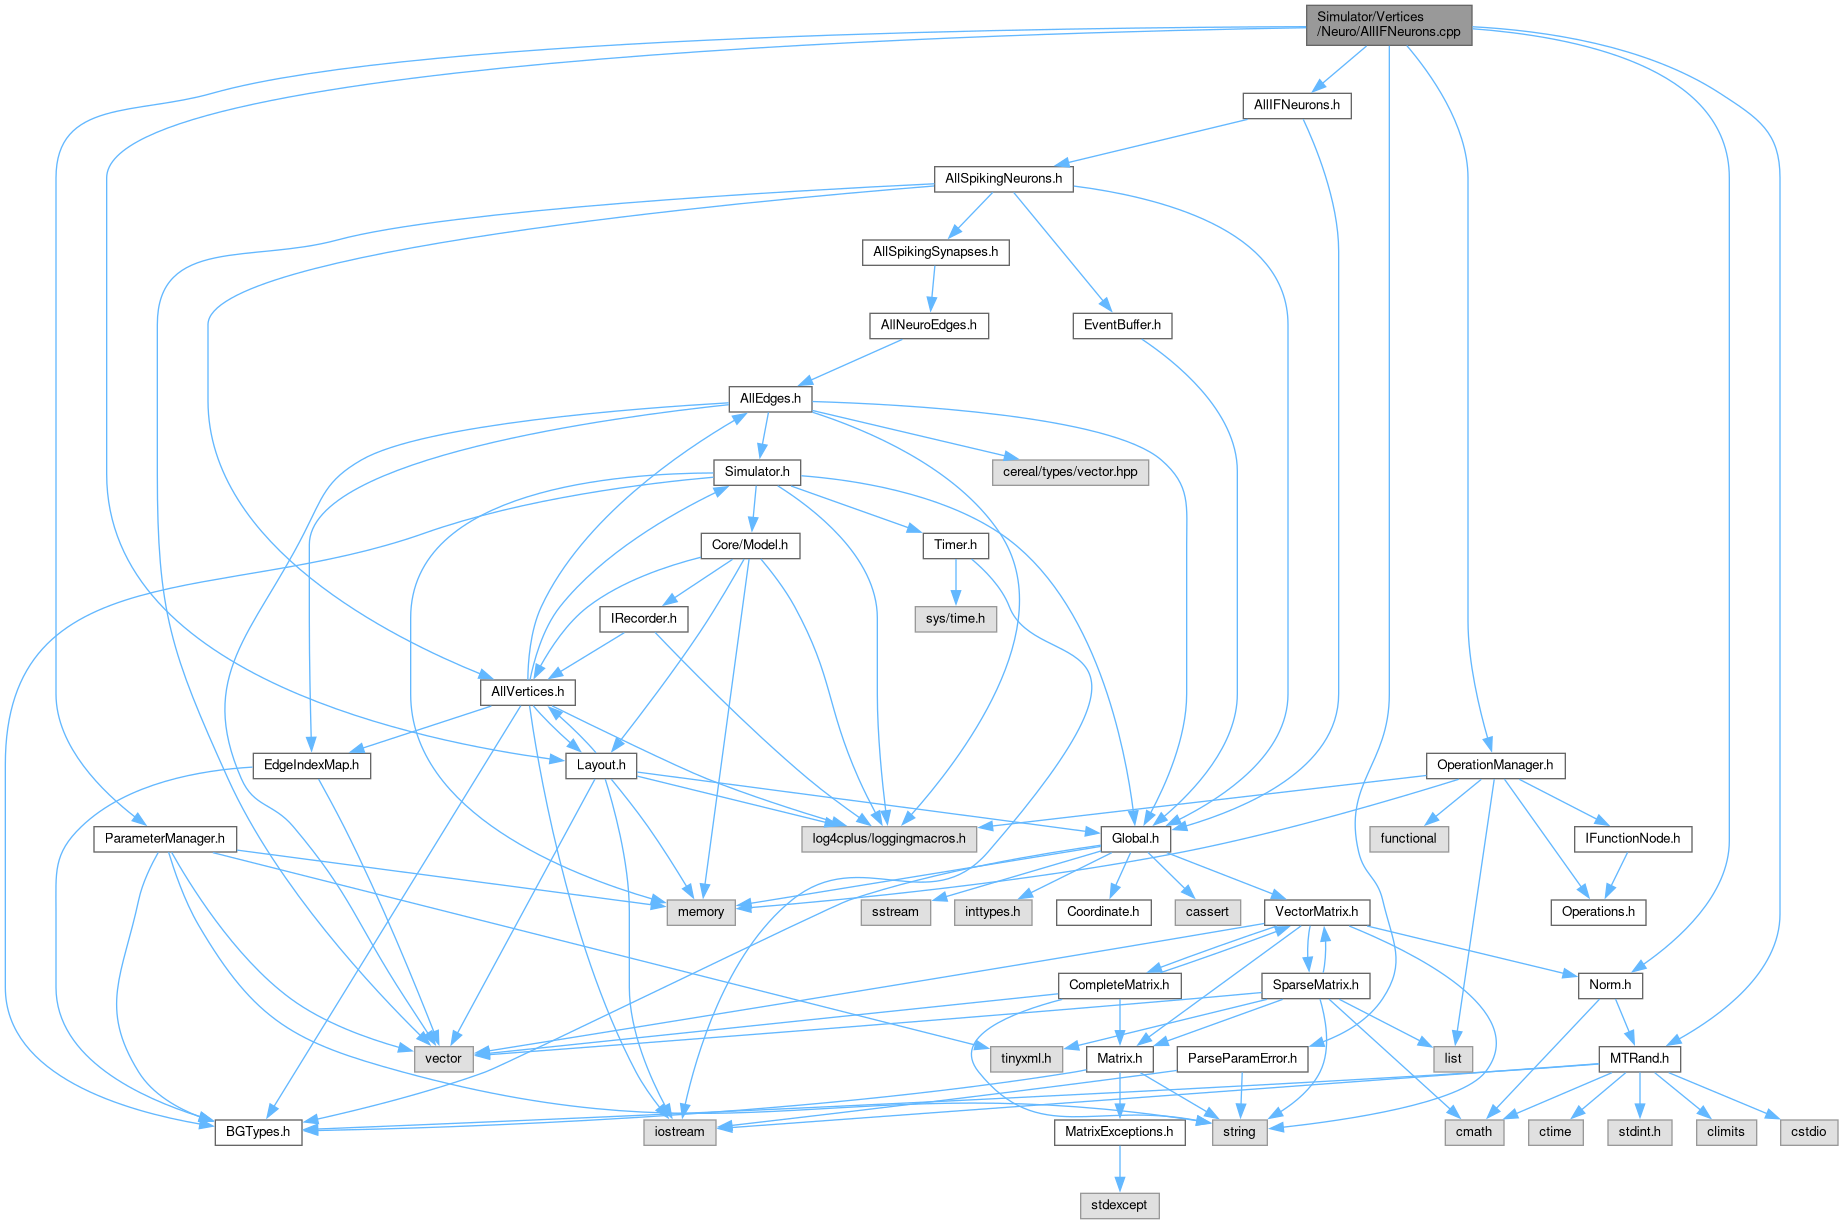 Simulator/Vertices
/Neuro/AllIFNeurons.cpp
AllIFNeurons.h
AllSpikingNeurons.h
AllSpikingSynapses.h
AllNeuroEdges.h
EventBuffer.h
AllEdges.h
Simulator.h
cereal/types/vector.hpp
Core/Model.h
Timer.h
IRecorder.h
sys/time.h
AllVertices.h
EdgeIndexMap.h
Layout.h
OperationManager.h
ParameterManager.h
log4cplus/loggingmacros.h
Global.h
functional
IFunctionNode.h
memory
sstream
inttypes.h
Coordinate.h
cassert
VectorMatrix.h
Operations.h
CompleteMatrix.h
SparseMatrix.h
Norm.h
vector
tinyxml.h
Matrix.h
ParseParamError.h
list
MTRand.h
BGTypes.h
iostream
MatrixExceptions.h
string
cmath
ctime
stdint.h
climits
cstdio
stdexcept